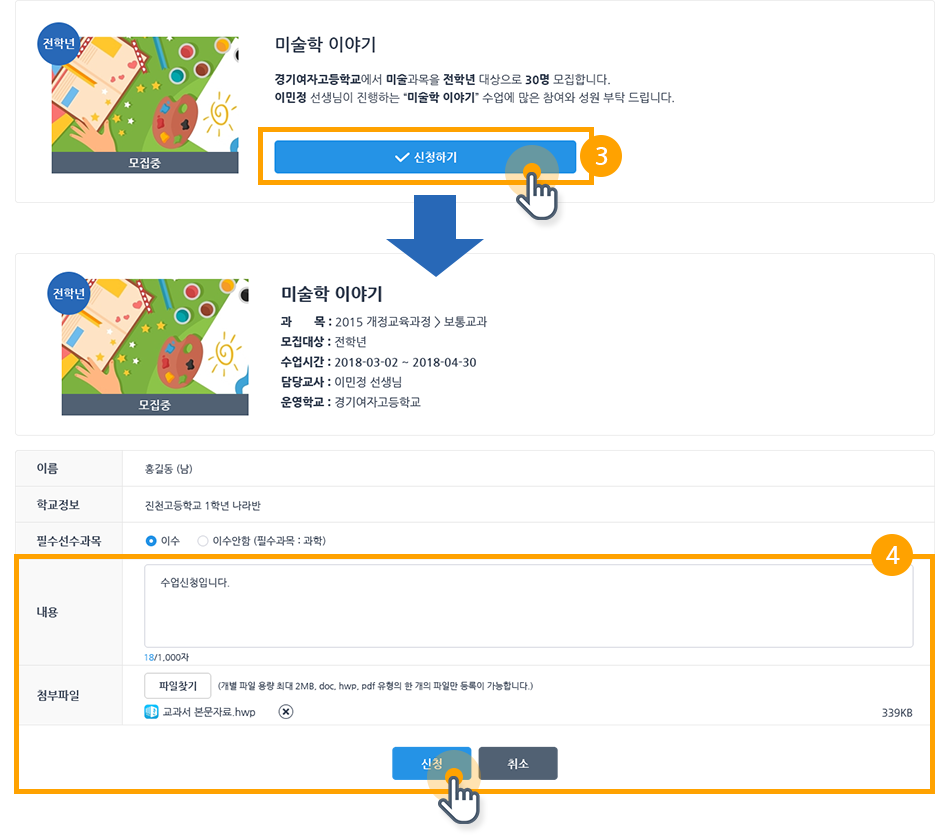 전학년
모집중
미술학 이야기
경기여자고등학교에서 미술과목을 전학년 대상으로 30명 모집합니다.
이민정 선생님이 진행하는 "미술학 이야기" 수업에 많은 참여와 성원 부탁 드립니다.
신청하기
3
전학년
모집중
미술학 이야기
과 목 : 2015 개정교육과정 > 보통교과
모집대상 : 전학년
수업시간 : 2018-03-02 ~ 2018-04-30
담당교사 : 이민정 선생님
운영학교 : 경기여자고등학교
이름 홍길동 (남)
학교정보 진천고등학교 1학년 나라반
필수선수과목 이수 이수안함 (필수과목 : 과학)
4
내용 수업신청입니다.
18/1,000자
첨부파일 파일찾기 (개별 파일 용량 최대 2MB, doc, hwp, pdf 유형의 한 개의 파일만 등록이 가능합니다.)
교과서 본문자료.hwp 339KB
신청 취소